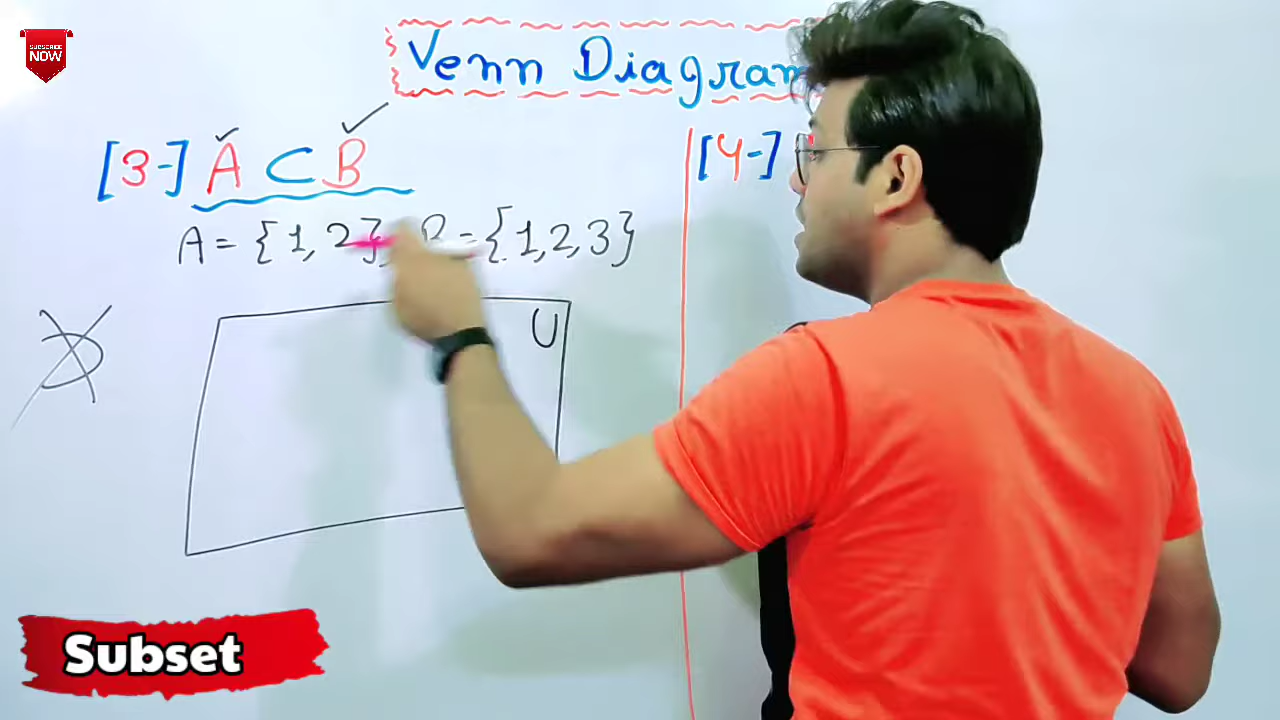 SUBSCRIBE
NOW
Venn Diagram
[3-] A ⊂ B
A = {1, 2}, B = {1,2,3}
U
[4-]
Subset